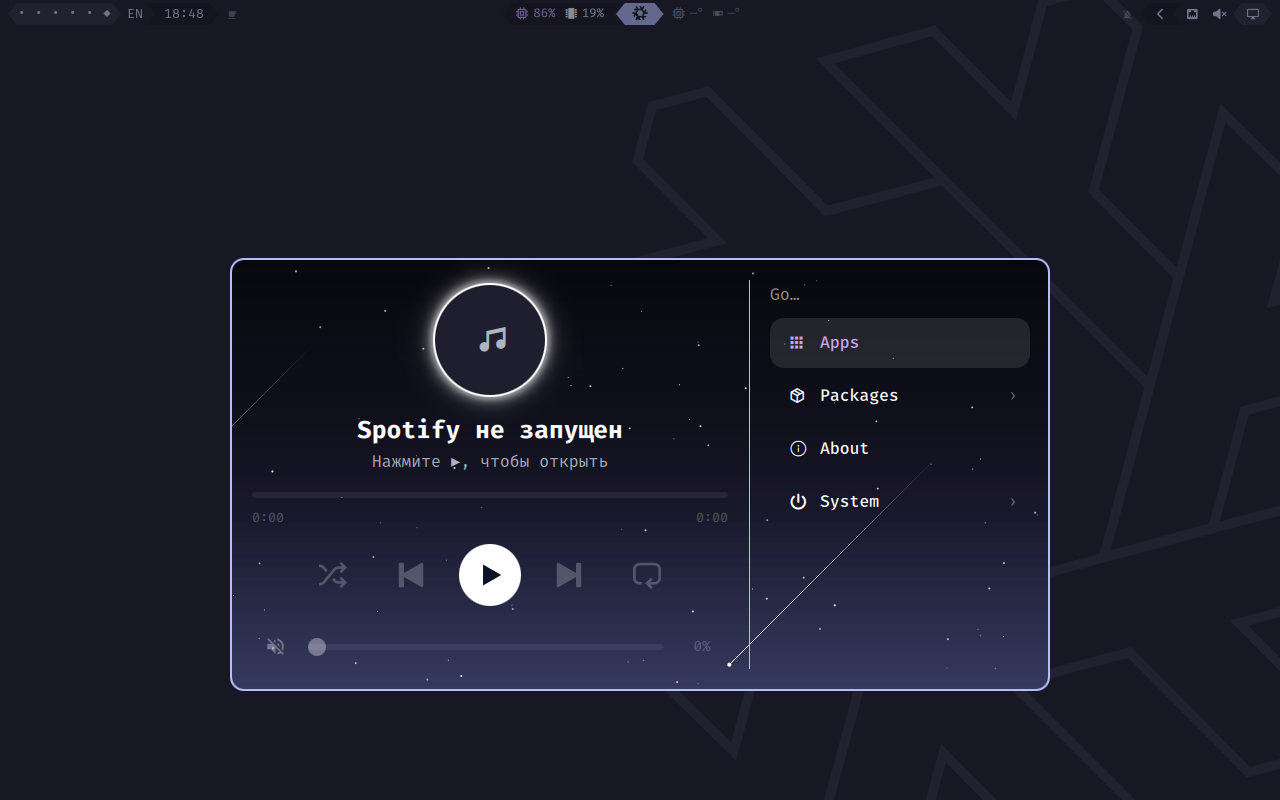 EN 18:48 86% 19% —° —°
Go…
Apps
Packages
About
System
Spotify не запущен
Нажмите ▶, чтобы открыть
0:00 0:00
0%